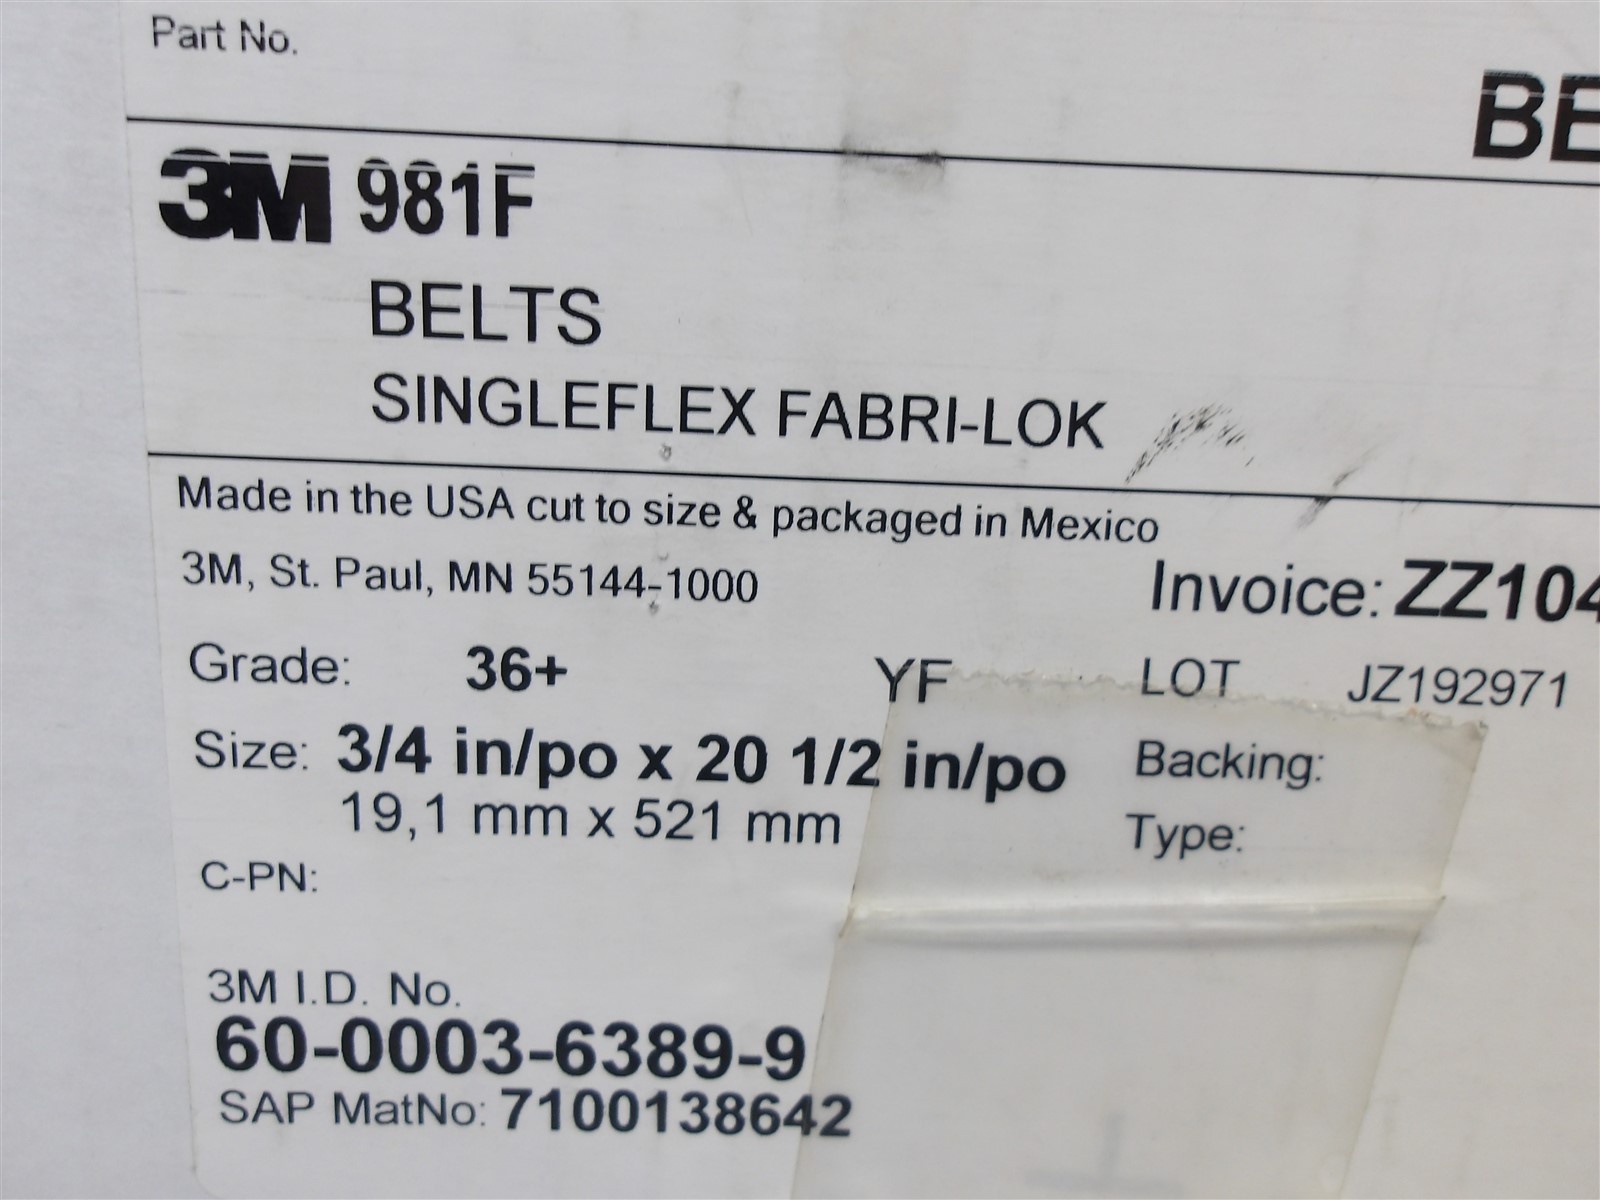 Part No.
3M 981F
BELTS
SINGLEFLEX FABRI-LOK
Made in the USA cut to size & packaged in Mexico
3M, St. Paul, MN 55144-1000
Invoice: ZZ104
Grade: 36+ YF LOT JZ192971
Size: 3/4 in/po x 20 1/2 in/po Backing:
19,1 mm x 521 mm Type:
C-PN:
3M I.D. No.
60-0003-6389-9
SAP MatNo: 7100138642